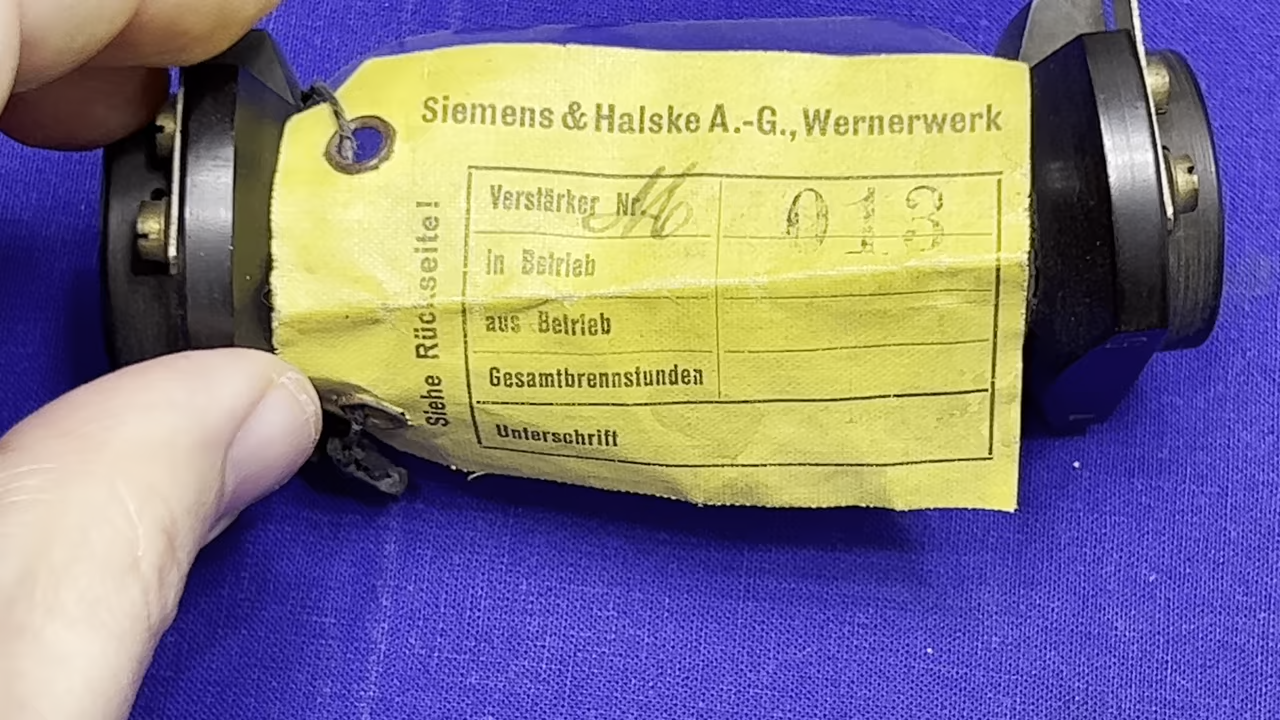 Siemens & Halske A.-G., Wernerwerk
Siehe Rückseite!
Verstärker Nr. 013
in Betrieb
aus Betrieb
Gesamtbrennstunden
Unterschrift